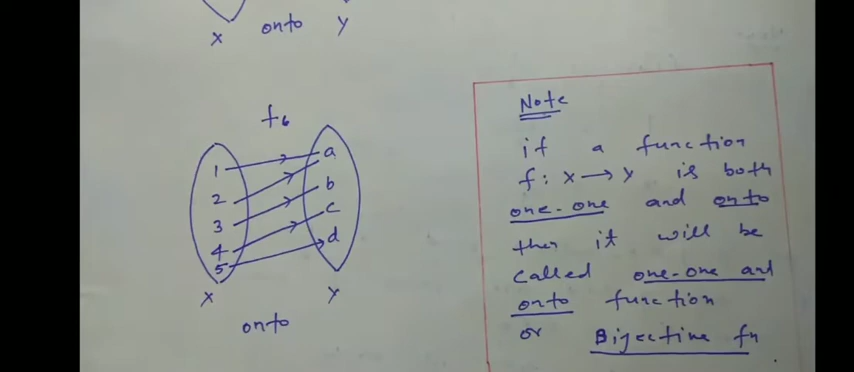 x onto y
f6
1 a
2 b
3 c
4 d
5
x y
onto
Note
if a function
f: x → y is both
one-one and onto
then it will be
called one-one and
onto function
or Bijective fn